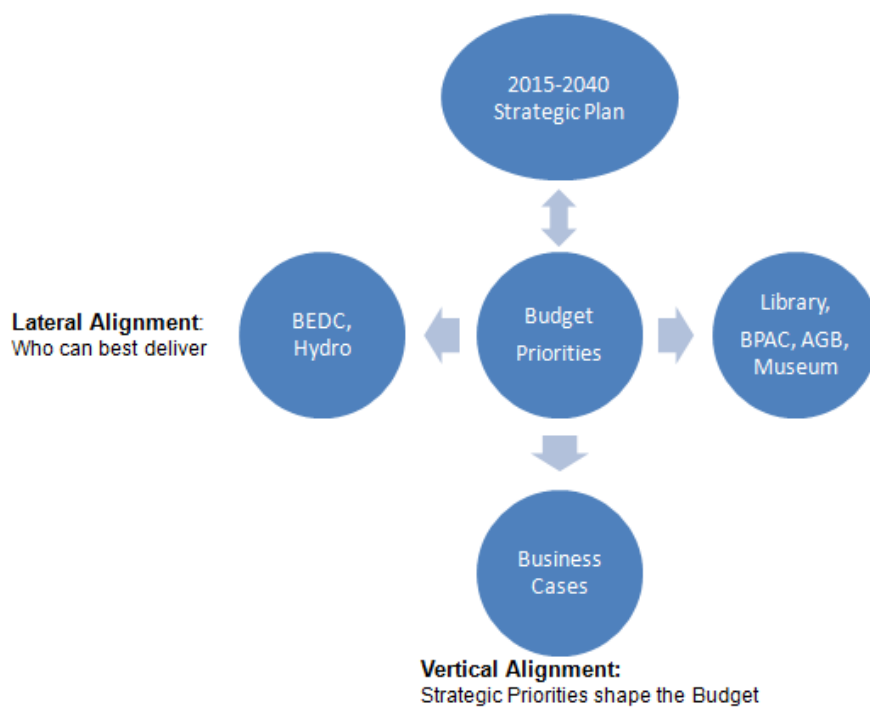 2015-2040
Strategic Plan
Lateral Alignment:
Who can best deliver
BEDC,
Hydro
Budget
Priorities
Library,
BPAC, AGB,
Museum
Business
Cases
Vertical Alignment:
Strategic Priorities shape the Budget